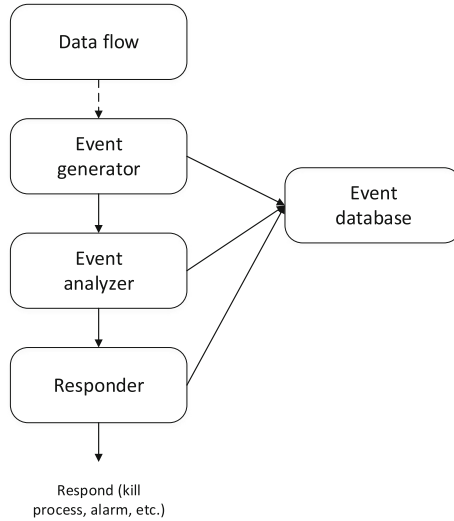 Data flow
Event
generator
Event
database
Event
analyzer
Responder
Respond (kill
process, alarm, etc.)